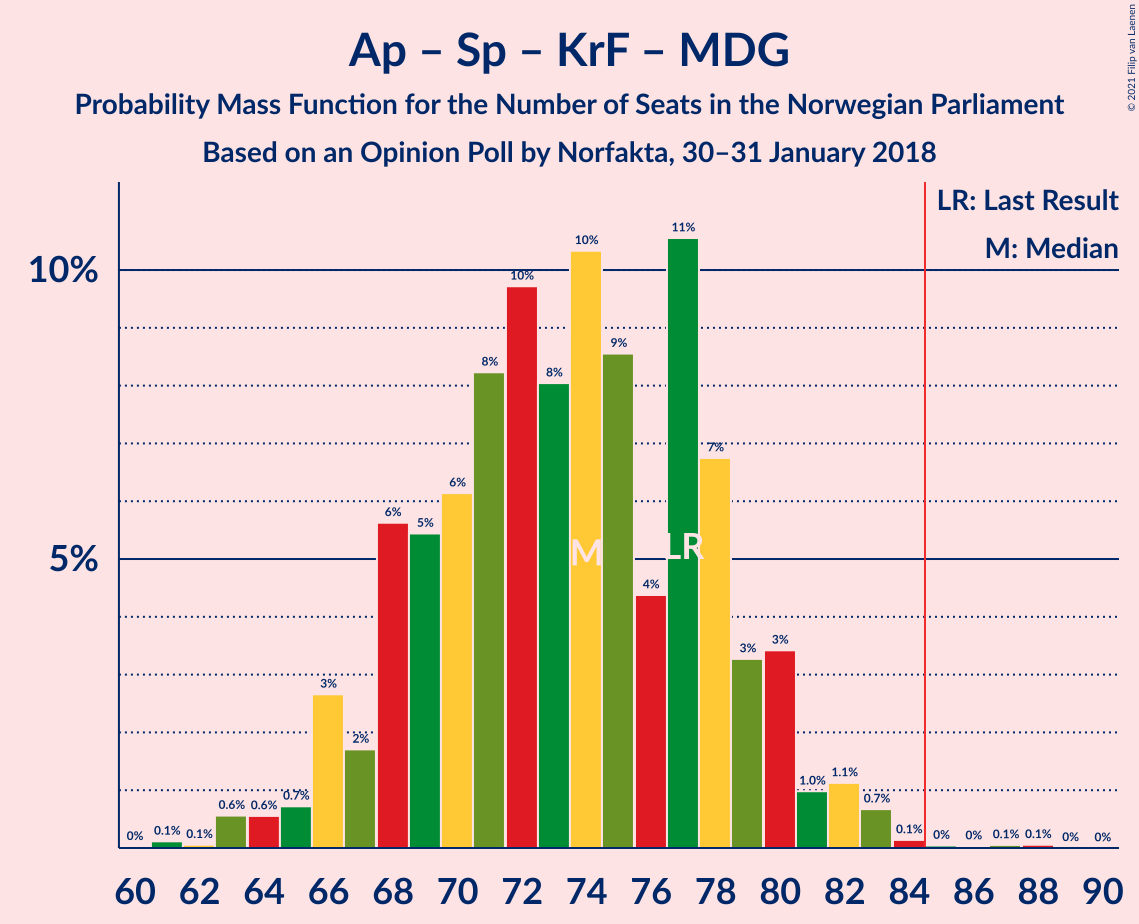 Ap – Sp – KrF – MDG
Probability Mass Function for the Number of Seats in the Norwegian Parliament
Based on an Opinion Poll by Norfakta, 30–31 January 2018
© 2021 Filip van Laenen
LR: Last Result
M: Median
10%
5%
0% 0.1% 0.1% 0.6% 0.6% 0.7% 3% 2% 6% 5% 6% 8% 10% 8% 10% 9% 4% 11% 7% 3% 3% 1.0% 1.1% 0.7% 0.1% 0% 0% 0.1% 0.1% 0% 0%
M LR
60 62 64 66 68 70 72 74 76 78 80 82 84 86 88 90